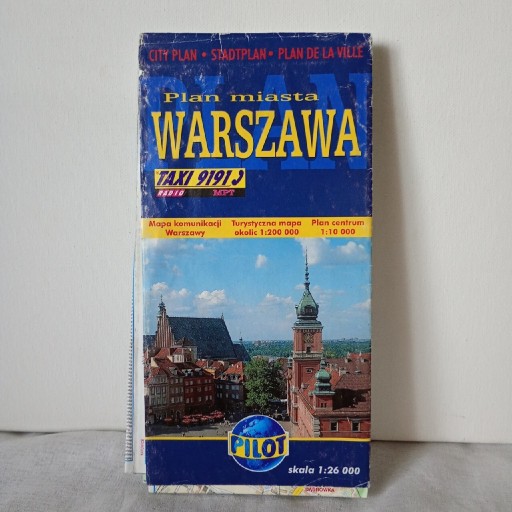 CITY PLAN • STADTPLAN • PLAN DE LA VILLE
PLAN
Plan miasta
WARSZAWA
TAXI 9191
RADIO MPT
Mapa komunikacji
Warszawy
Turystyczna mapa
okolic 1:200 000
Plan centrum
1:10 000
PILOT
skala 1:26 000
DĄBRÓWKA